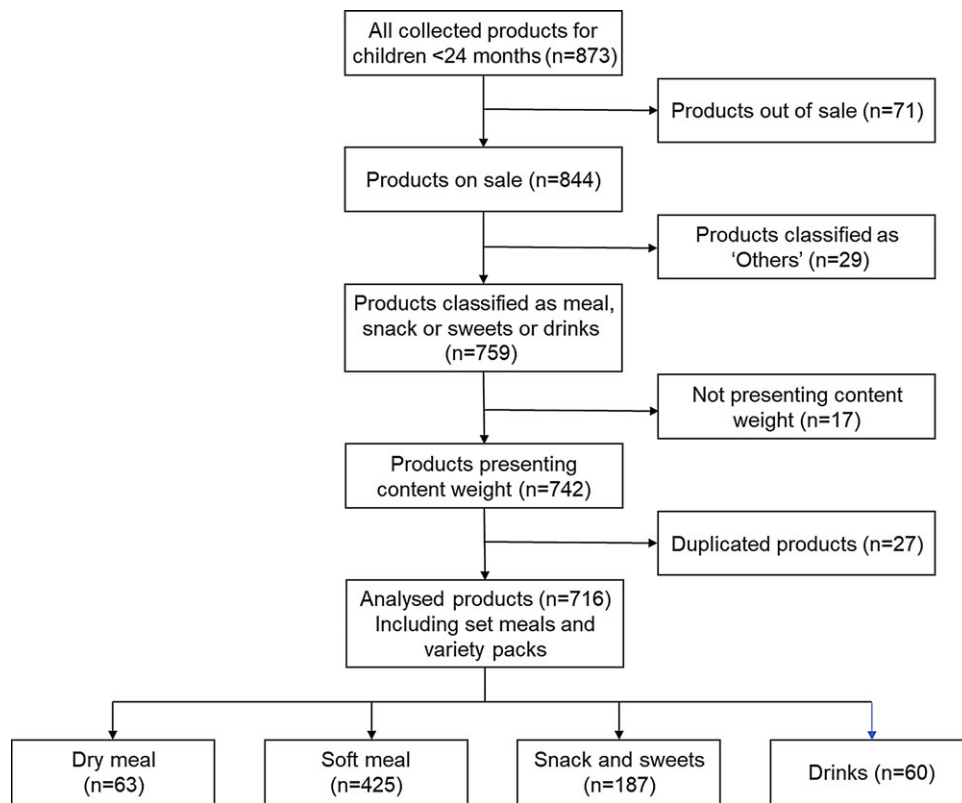 All collected products for
children <24 months (n=873)
Products out of sale (n=71)
Products on sale (n=844)
Products classified as
‘Others’ (n=29)
Products classified as meal,
snack or sweets or drinks
(n=759)
Not presenting content
weight (n=17)
Products presenting
content weight (n=742)
Duplicated products (n=27)
Analysed products (n=716)
Including set meals and
variety packs
Dry meal
(n=63)
Soft meal
(n=425)
Snack and sweets
(n=187)
Drinks (n=60)